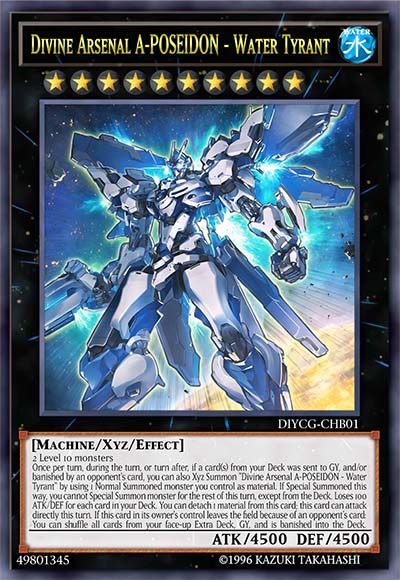 DIVINE ARSENAL A-POSEIDON - WATER TYRANT
WATER
水
DIYCG-CHB01
[MACHINE/XYZ/EFFECT]
2 Level 10 monsters
Once per turn, during the turn, or turn after, if a card(s) from your Deck was sent to GY, and/or
banished by an opponent's card, you can also Xyz Summon "Divine Arsenal A-POSEIDON - Water
Tyrant" by using 1 Normal Summoned monster you control as material. If Special Summoned this
way, you cannot Special Summon monster for the rest of this turn, except from the Deck. Loses 100
ATK/DEF for each card in your Deck. You can detach 1 material from this card; this card can attack
directly this turn. If this card in its owner's control leaves the field because of an opponent's card:
You can shuffle all cards from your face-up Extra Deck, GY, and is banished into the Deck.
ATK/4500 DEF/4500
49801345
©1996 KAZUKI TAKAHASHI